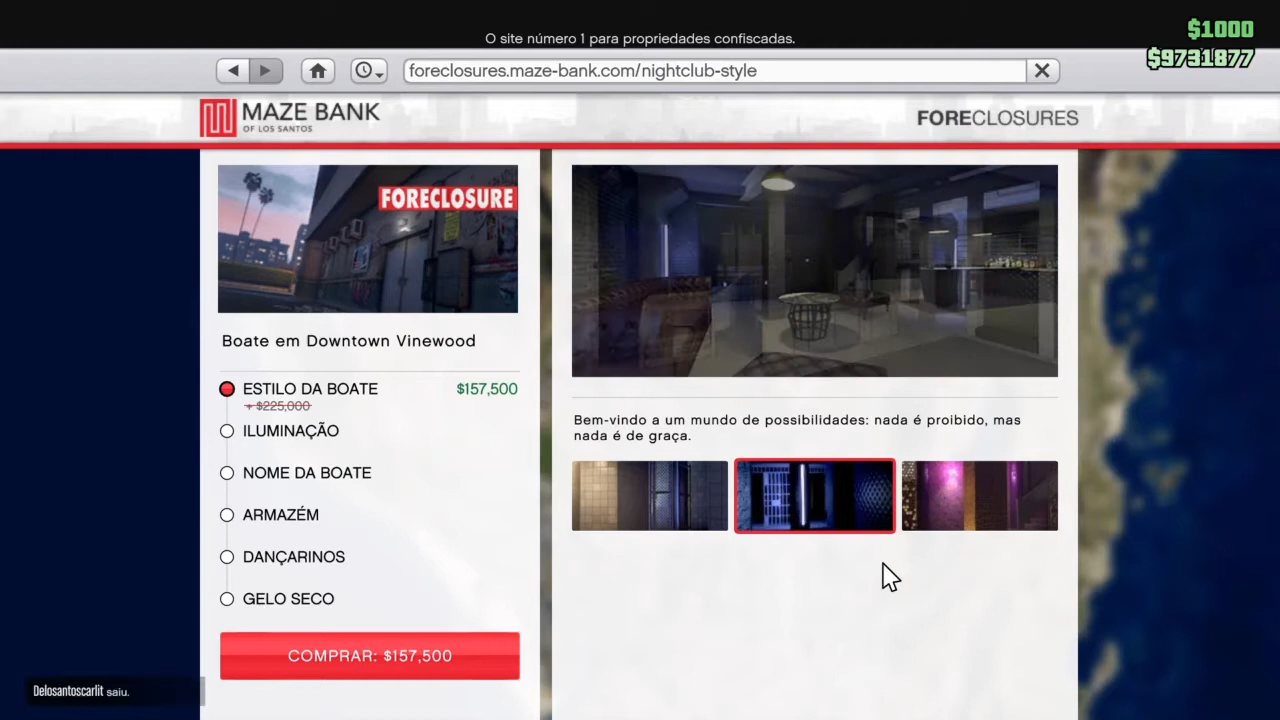 O site número 1 para propriedades confiscadas.
$1000
$9731877
foreclosures.maze-bank.com/nightclub-style
MAZE BANK
OF LOS SANTOS
FORECLOSURES
FORECLOSURE
Boate em Downtown Vinewood
ESTILO DA BOATE
$157,500
+ $225,000
ILUMINAÇÃO
NOME DA BOATE
ARMAZÉM
DANÇARINOS
GELO SECO
COMPRAR: $157,500
Bem-vindo a um mundo de possibilidades: nada é proibido, mas
nada é de graça.
Delosantoscarlit saiu.